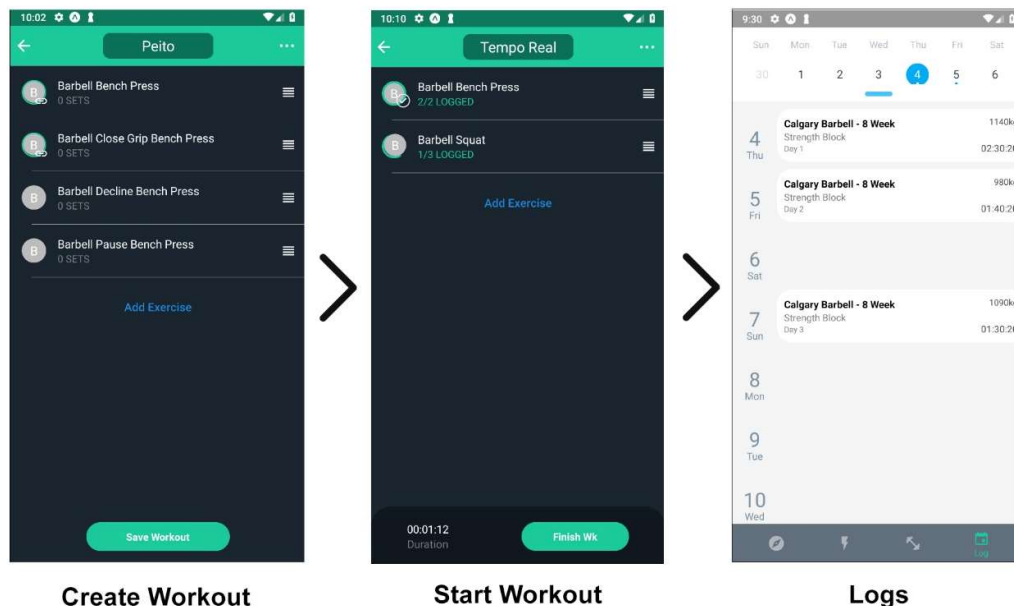 10:02
Peito
B
Barbell Bench Press
0 SETS
B
Barbell Close Grip Bench Press
0 SETS
B
Barbell Decline Bench Press
0 SETS
B
Barbell Pause Bench Press
0 SETS
Add Exercise
Save Workout
Create Workout
10:10
Tempo Real
B
Barbell Bench Press
2/2 LOGGED
B
Barbell Squat
1/3 LOGGED
Add Exercise
00:01:12
Duration
Finish Wk
Start Workout
9:30
Sun Mon Tue Wed Thu Fri Sat
30 1 2 3 4 5 6
4
Thu
Calgary Barbell - 8 Week
Strength Block
Day 1
1140k
02:30:20
5
Fri
Calgary Barbell - 8 Week
Strength Block
Day 2
980k
01:40:20
6
Sat
7
Sun
Calgary Barbell - 8 Week
Strength Block
Day 3
1090k
01:30:20
8
Mon
9
Tue
10
Wed
Log
Logs